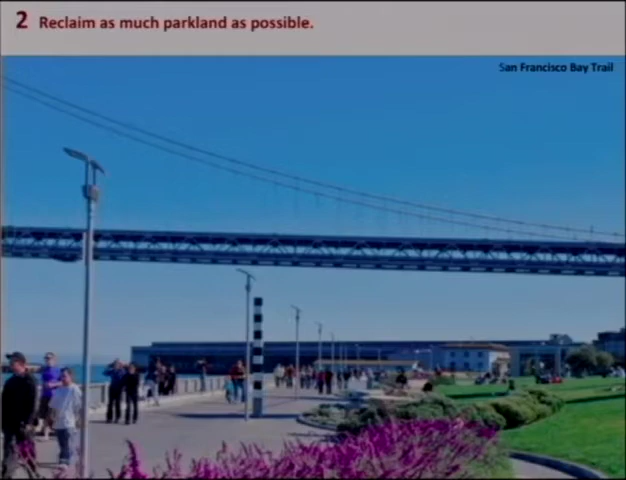 2 Reclaim as much parkland as possible.
San Francisco Bay Trail